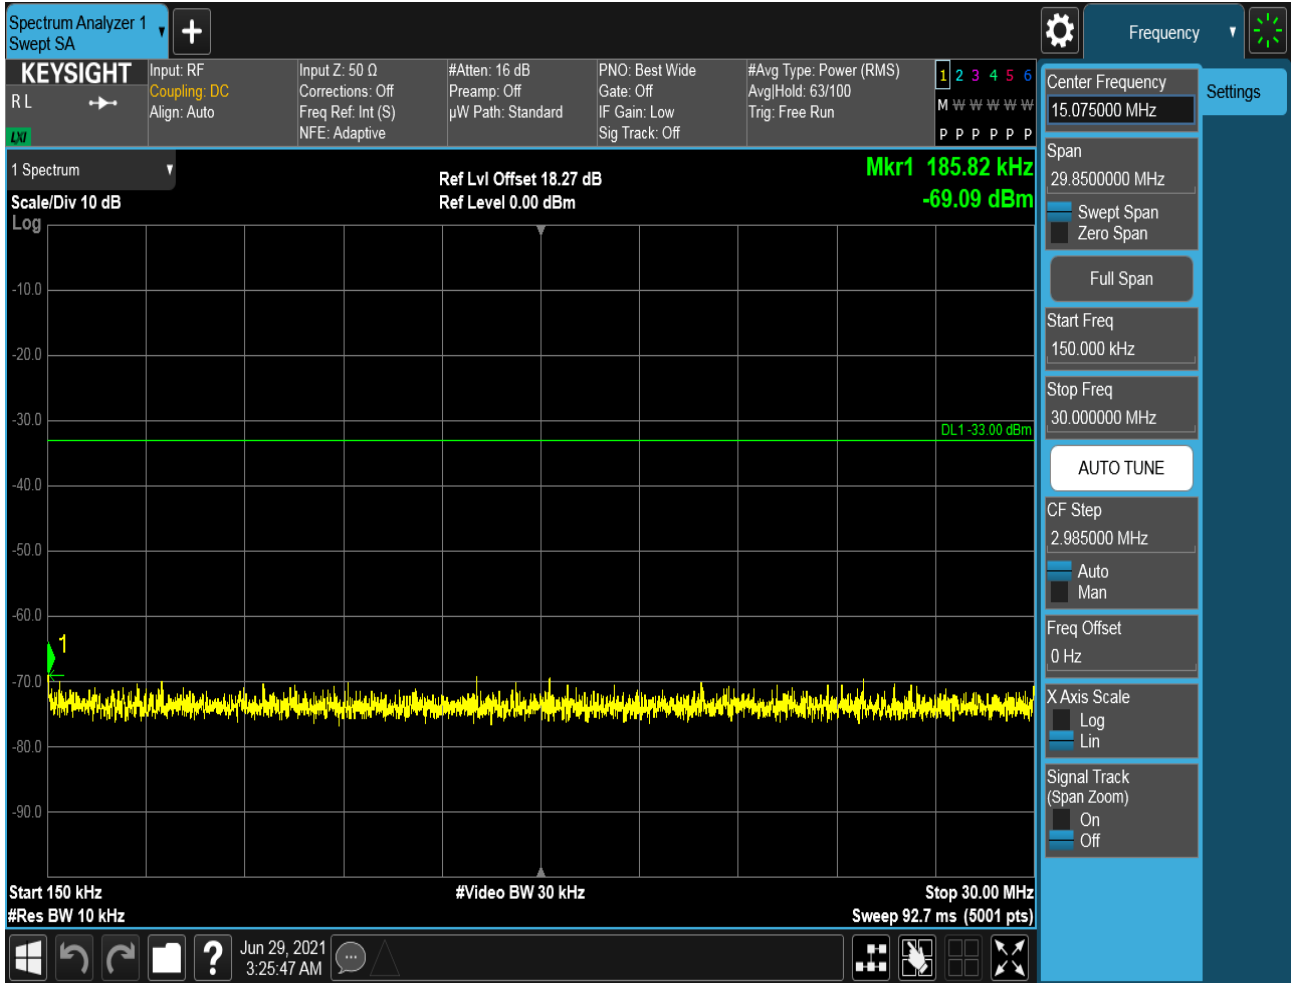 Spectrum Analyzer 1
Swept SA
+
Frequency
KEYSIGHT
R L
LXI
Input: RF
Coupling: DC
Align: Auto
Input Z: 50 Ω
Corrections: Off
Freq Ref: Int (S)
NFE: Adaptive
#Atten: 16 dB
Preamp: Off
µW Path: Standard
PNO: Best Wide
Gate: Off
IF Gain: Low
Sig Track: Off
#Avg Type: Power (RMS)
Avg|Hold: 63/100
Trig: Free Run
1 2 3 4 5 6
M W W W W W
P P P P P P
1 Spectrum
Scale/Div 10 dB
Log
Ref Lvl Offset 18.27 dB
Ref Level 0.00 dBm
Mkr1 185.82 kHz
-69.09 dBm
-10.0
-20.0
-30.0
DL1 -33.00 dBm
-40.0
-50.0
-60.0
1
-70.0
-80.0
-90.0
Start 150 kHz
#Video BW 30 kHz
Stop 30.00 MHz
#Res BW 10 kHz
Sweep 92.7 ms (5001 pts)
?
Jun 29, 2021
3:25:47 AM
Settings
Center Frequency
15.075000 MHz
Span
29.8500000 MHz
Swept Span
Zero Span
Full Span
Start Freq
150.000 kHz
Stop Freq
30.000000 MHz
AUTO TUNE
CF Step
2.985000 MHz
Auto
Man
Freq Offset
0 Hz
X Axis Scale
Log
Lin
Signal Track
(Span Zoom)
On
Off